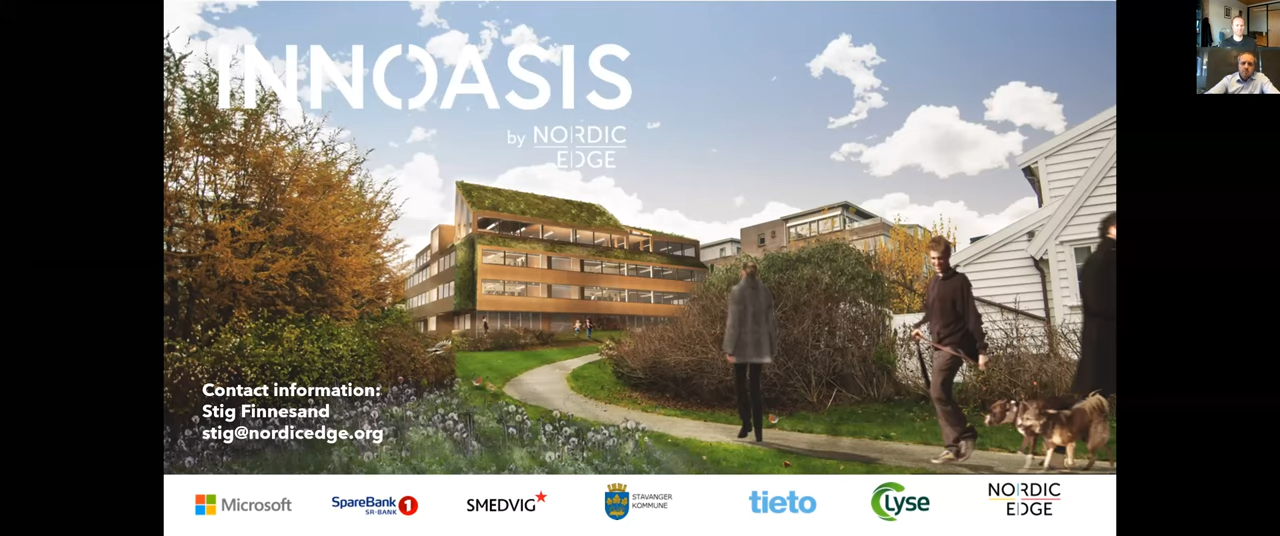 INNOASIS
by NORDIC
EDGE
Contact information:
Stig Finnesand
stig@nordicedge.org
Microsoft
SpareBank 1
SR-BANK
SMEDVIG
STAVANGER
KOMMUNE
tieto
Lyse
NORDIC
EDGE